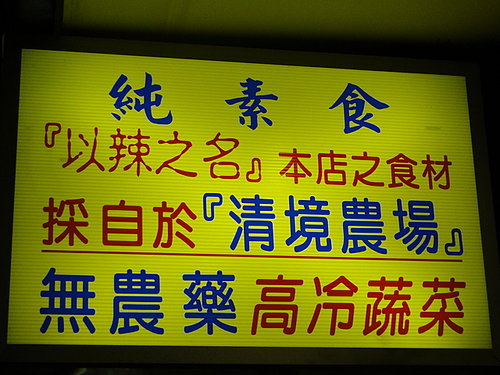 純素食
『以辣之名』本店之食材
採自於『清境農場』
無農藥高冷蔬菜